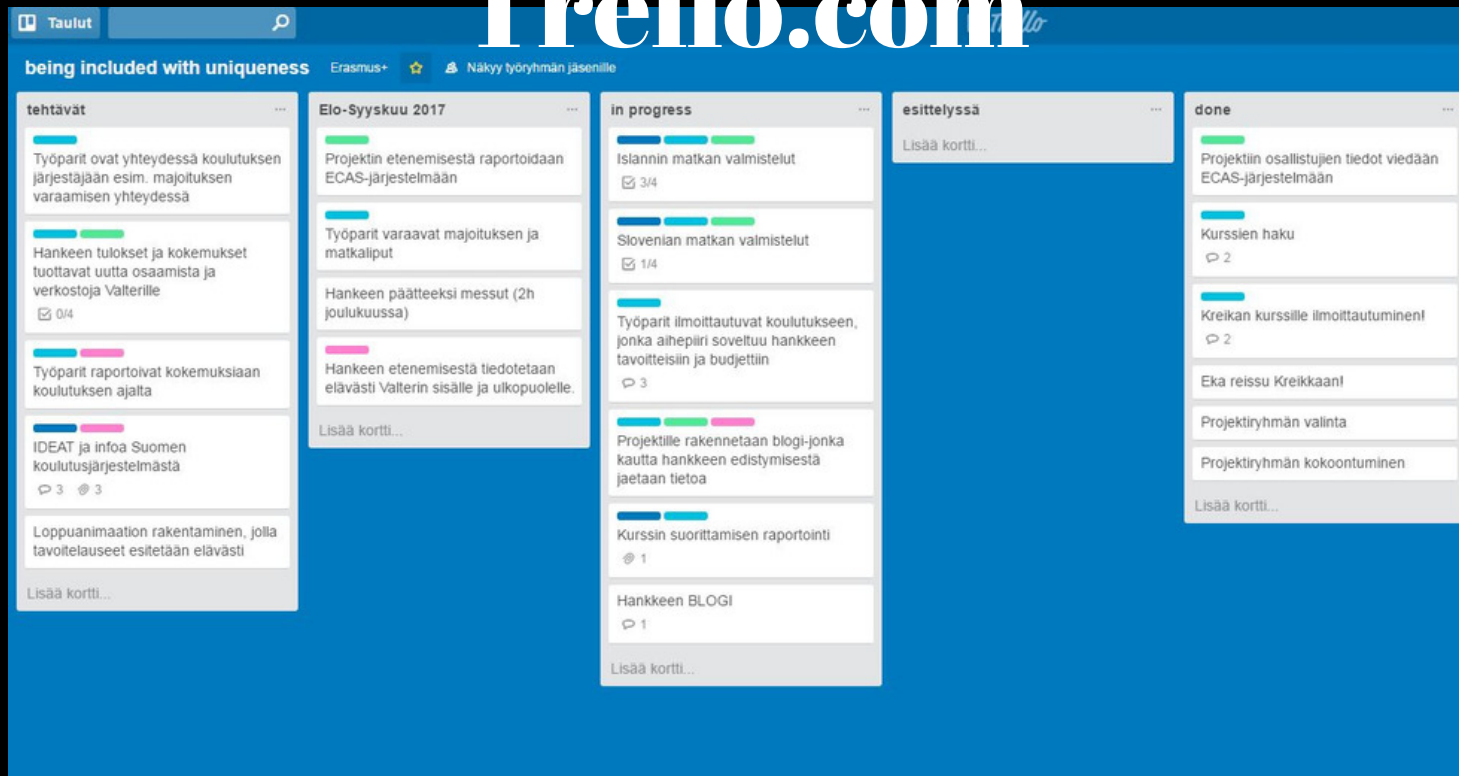 Trello.com
Taulut
Trello
being included with uniqueness Erasmus+ Näkyy työryhmän jäsenille
tehtävät
Työparit ovat yhteydessä koulutuksen
järjestäjään esim. majoituksen
varaamisen yhteydessä
Hankeen tulokset ja kokemukset
tuottavat uutta osaamista ja
verkostoja Valterille
0/4
Työparit raportoivat kokemuksiaan
koulutuksen ajalta
IDEAT ja infoa Suomen
koulutusjärjestelmästä
3 3
Loppuanimaation rakentaminen, jolla
tavoitelauseet esitetään elävästi
Lisää kortti...
Elo-Syyskuu 2017
Projektin etenemisestä raportoidaan
ECAS-järjestelmään
Työparit varaavat majoituksen ja
matkaliput
Hankeen päätteeksi messut (2h
joulukuussa)
Hankeen etenemisestä tiedotetaan
elävästi Valterin sisälle ja ulkopuolelle.
Lisää kortti...
in progress
Islannin matkan valmistelut
3/4
Slovenian matkan valmistelut
1/4
Työparit ilmoittautuvat koulutukseen,
jonka aihepiiri soveltuu hankkeen
tavoitteisiin ja budjettiin
3
Projektille rakennetaan blogi-jonka
kautta hankkeen edistymisestä
jaetaan tietoa
Kurssin suorittamisen raportointi
1
Hankkeen BLOGI
1
Lisää kortti...
esittelyssä
Lisää kortti...
done
Projektiin osallistujien tiedot viedään
ECAS-järjestelmään
Kurssien haku
2
Kreikan kurssille ilmoittautuminen!
2
Eka reissu Kreikkaan!
Projektiryhmän valinta
Projektiryhmän kokoontuminen
Lisää kortti...